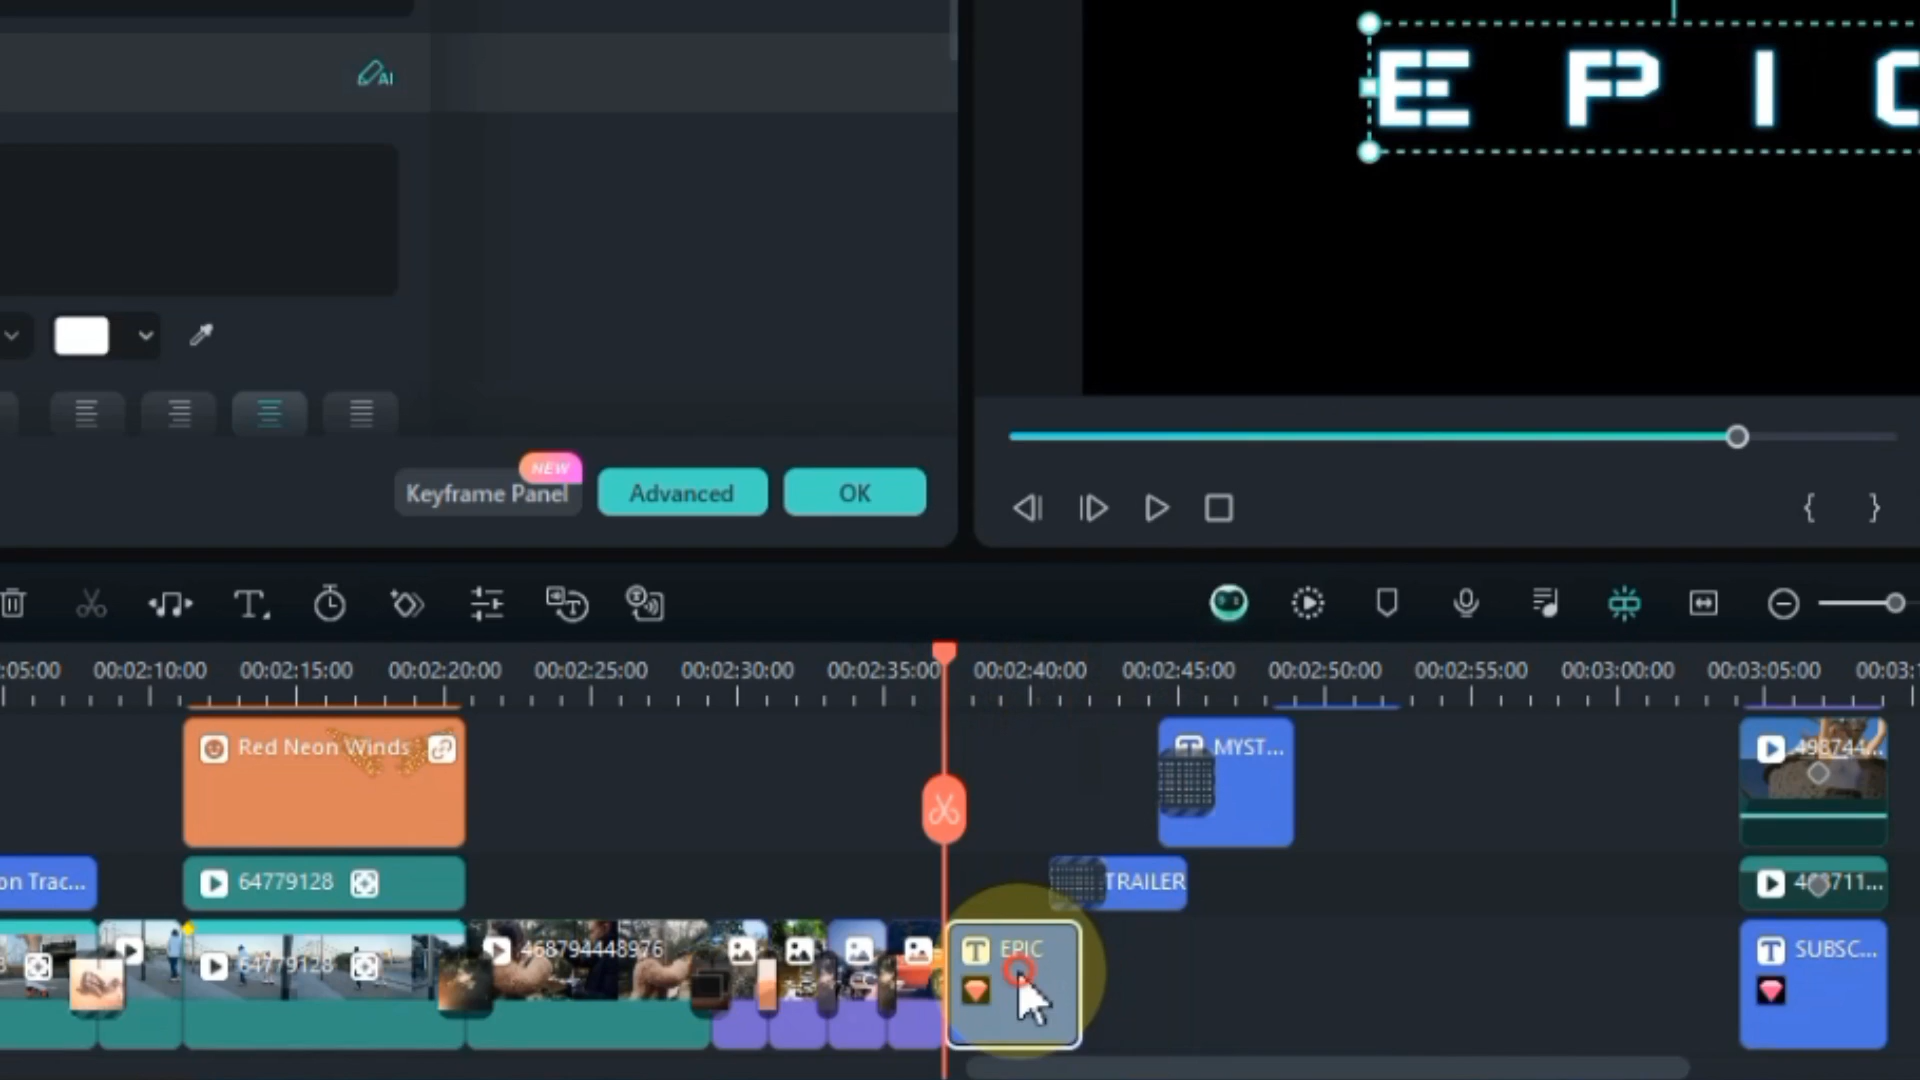 AI
E P I C
NEW
Keyframe Panel
Advanced
OK
:05:00 00:02:10:00 00:02:15:00 00:02:20:00 00:02:25:00 00:02:30:00 00:02:35:00 00:02:40:00 00:02:45:00 00:02:50:00 00:02:55:00 00:03:00:00 00:03:05:00 00:03:1
Red Neon Winds
MYST...
498744...
on Trac...
64779128
TRAILER
468711...
64779128
468794448976
EPIC
SUBSC...